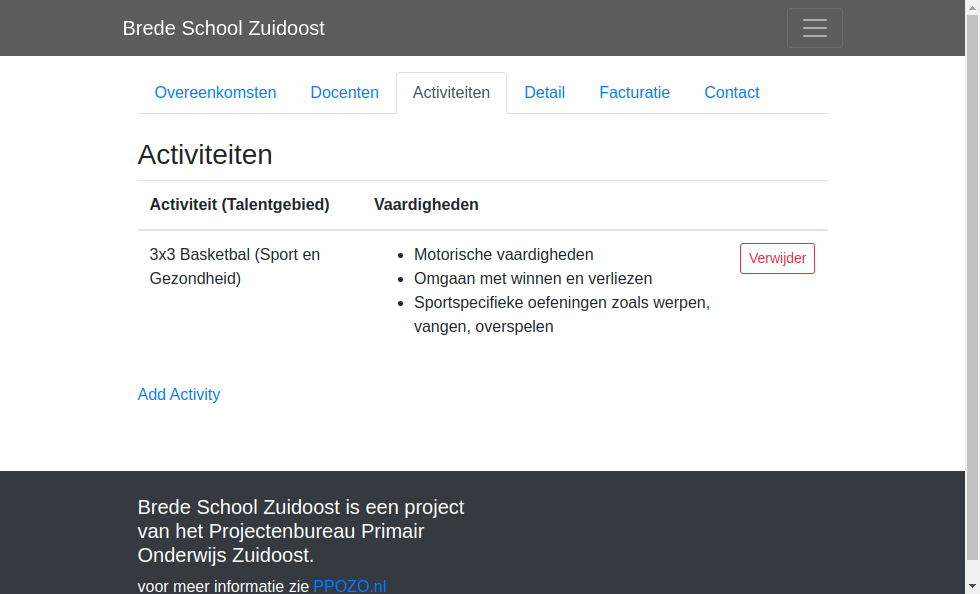 Brede School Zuidoost
Overeenkomsten Docenten Activiteiten Detail Facturatie Contact
Activiteiten
Activiteit (Talentgebied) Vaardigheden
3x3 Basketbal (Sport en
Gezondheid)
Motorische vaardigheden
Omgaan met winnen en verliezen
Sportspecifieke oefeningen zoals werpen,
vangen, overspelen
Verwijder
Add Activity
Brede School Zuidoost is een project
van het Projectenbureau Primair
Onderwijs Zuidoost.
voor meer informatie zie PPOZO.nl